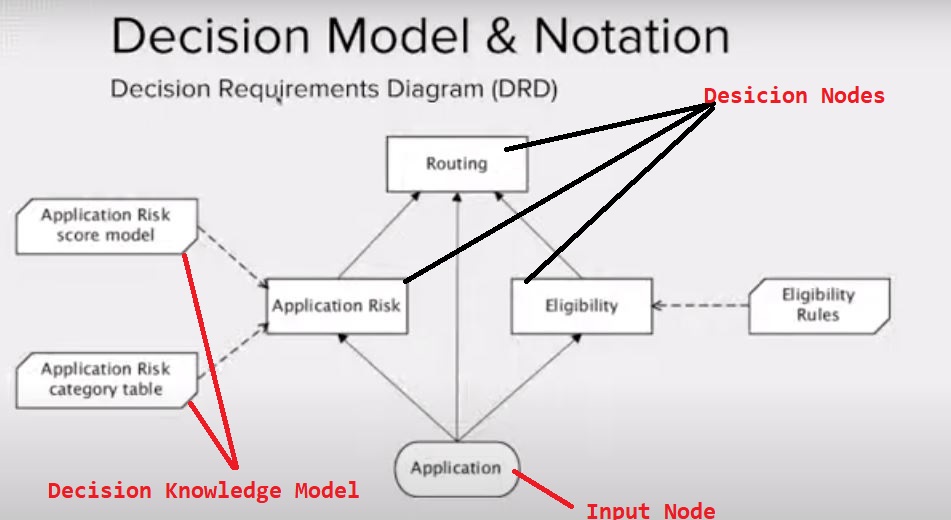 Decision Model & Notation
Decision Requirements Diagram (DRD)
Desicion Nodes
Routing
Application Risk
score model
Application Risk
Eligibility
Eligibility
Rules
Application Risk
category table
Application
Decision Knowledge Model
Input Node